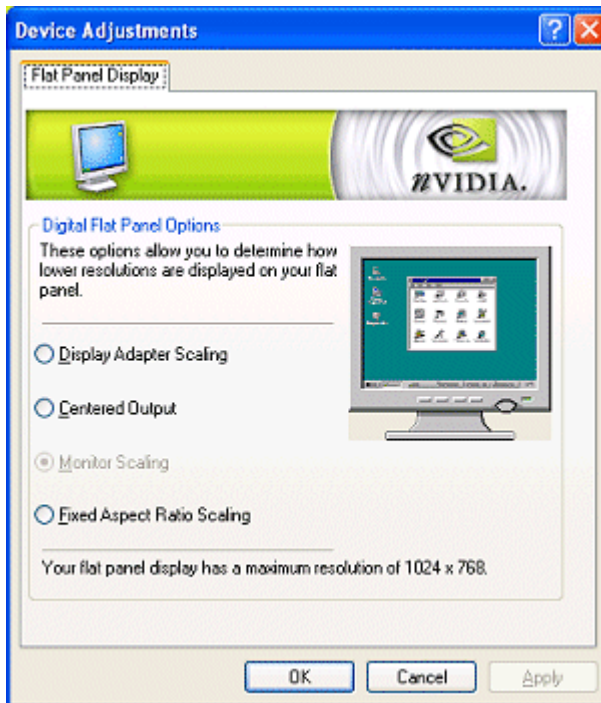 Device Adjustments
Flat Panel Display
nVIDIA.
Digital Flat Panel Options
These options allow you to determine how
lower resolutions are displayed on your flat
panel.
Display Adapter Scaling
Centered Output
Monitor Scaling
Fixed Aspect Ratio Scaling
Your flat panel display has a maximum resolution of 1024 x 768.
OK Cancel Apply